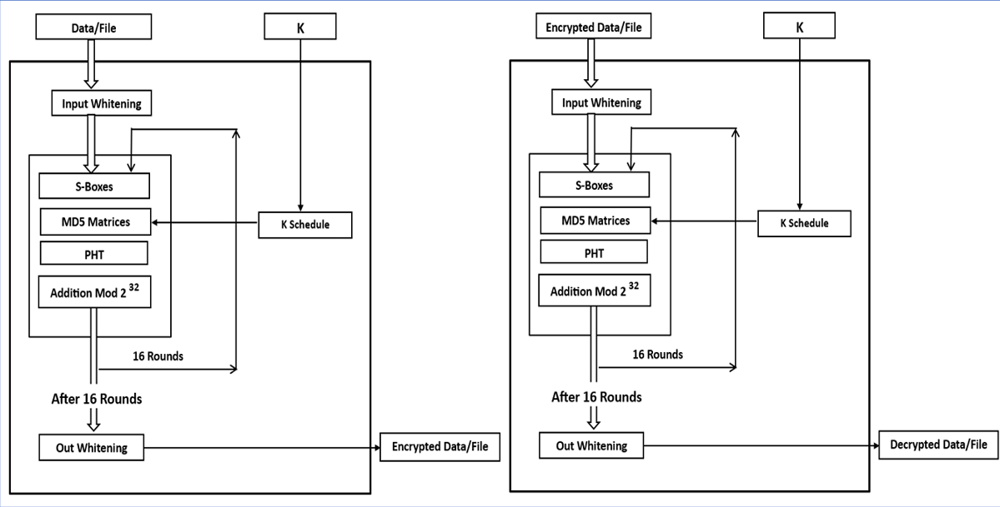 Data/File
K
Input Whitening
S-Boxes
MD5 Matrices
K Schedule
PHT
Addition Mod 2 32
16 Rounds
After 16 Rounds
Out Whitening
Encrypted Data/File
Encrypted Data/File
K
Input Whitening
S-Boxes
MD5 Matrices
K Schedule
PHT
Addition Mod 2 32
16 Rounds
After 16 Rounds
Out Whitening
Decrypted Data/File